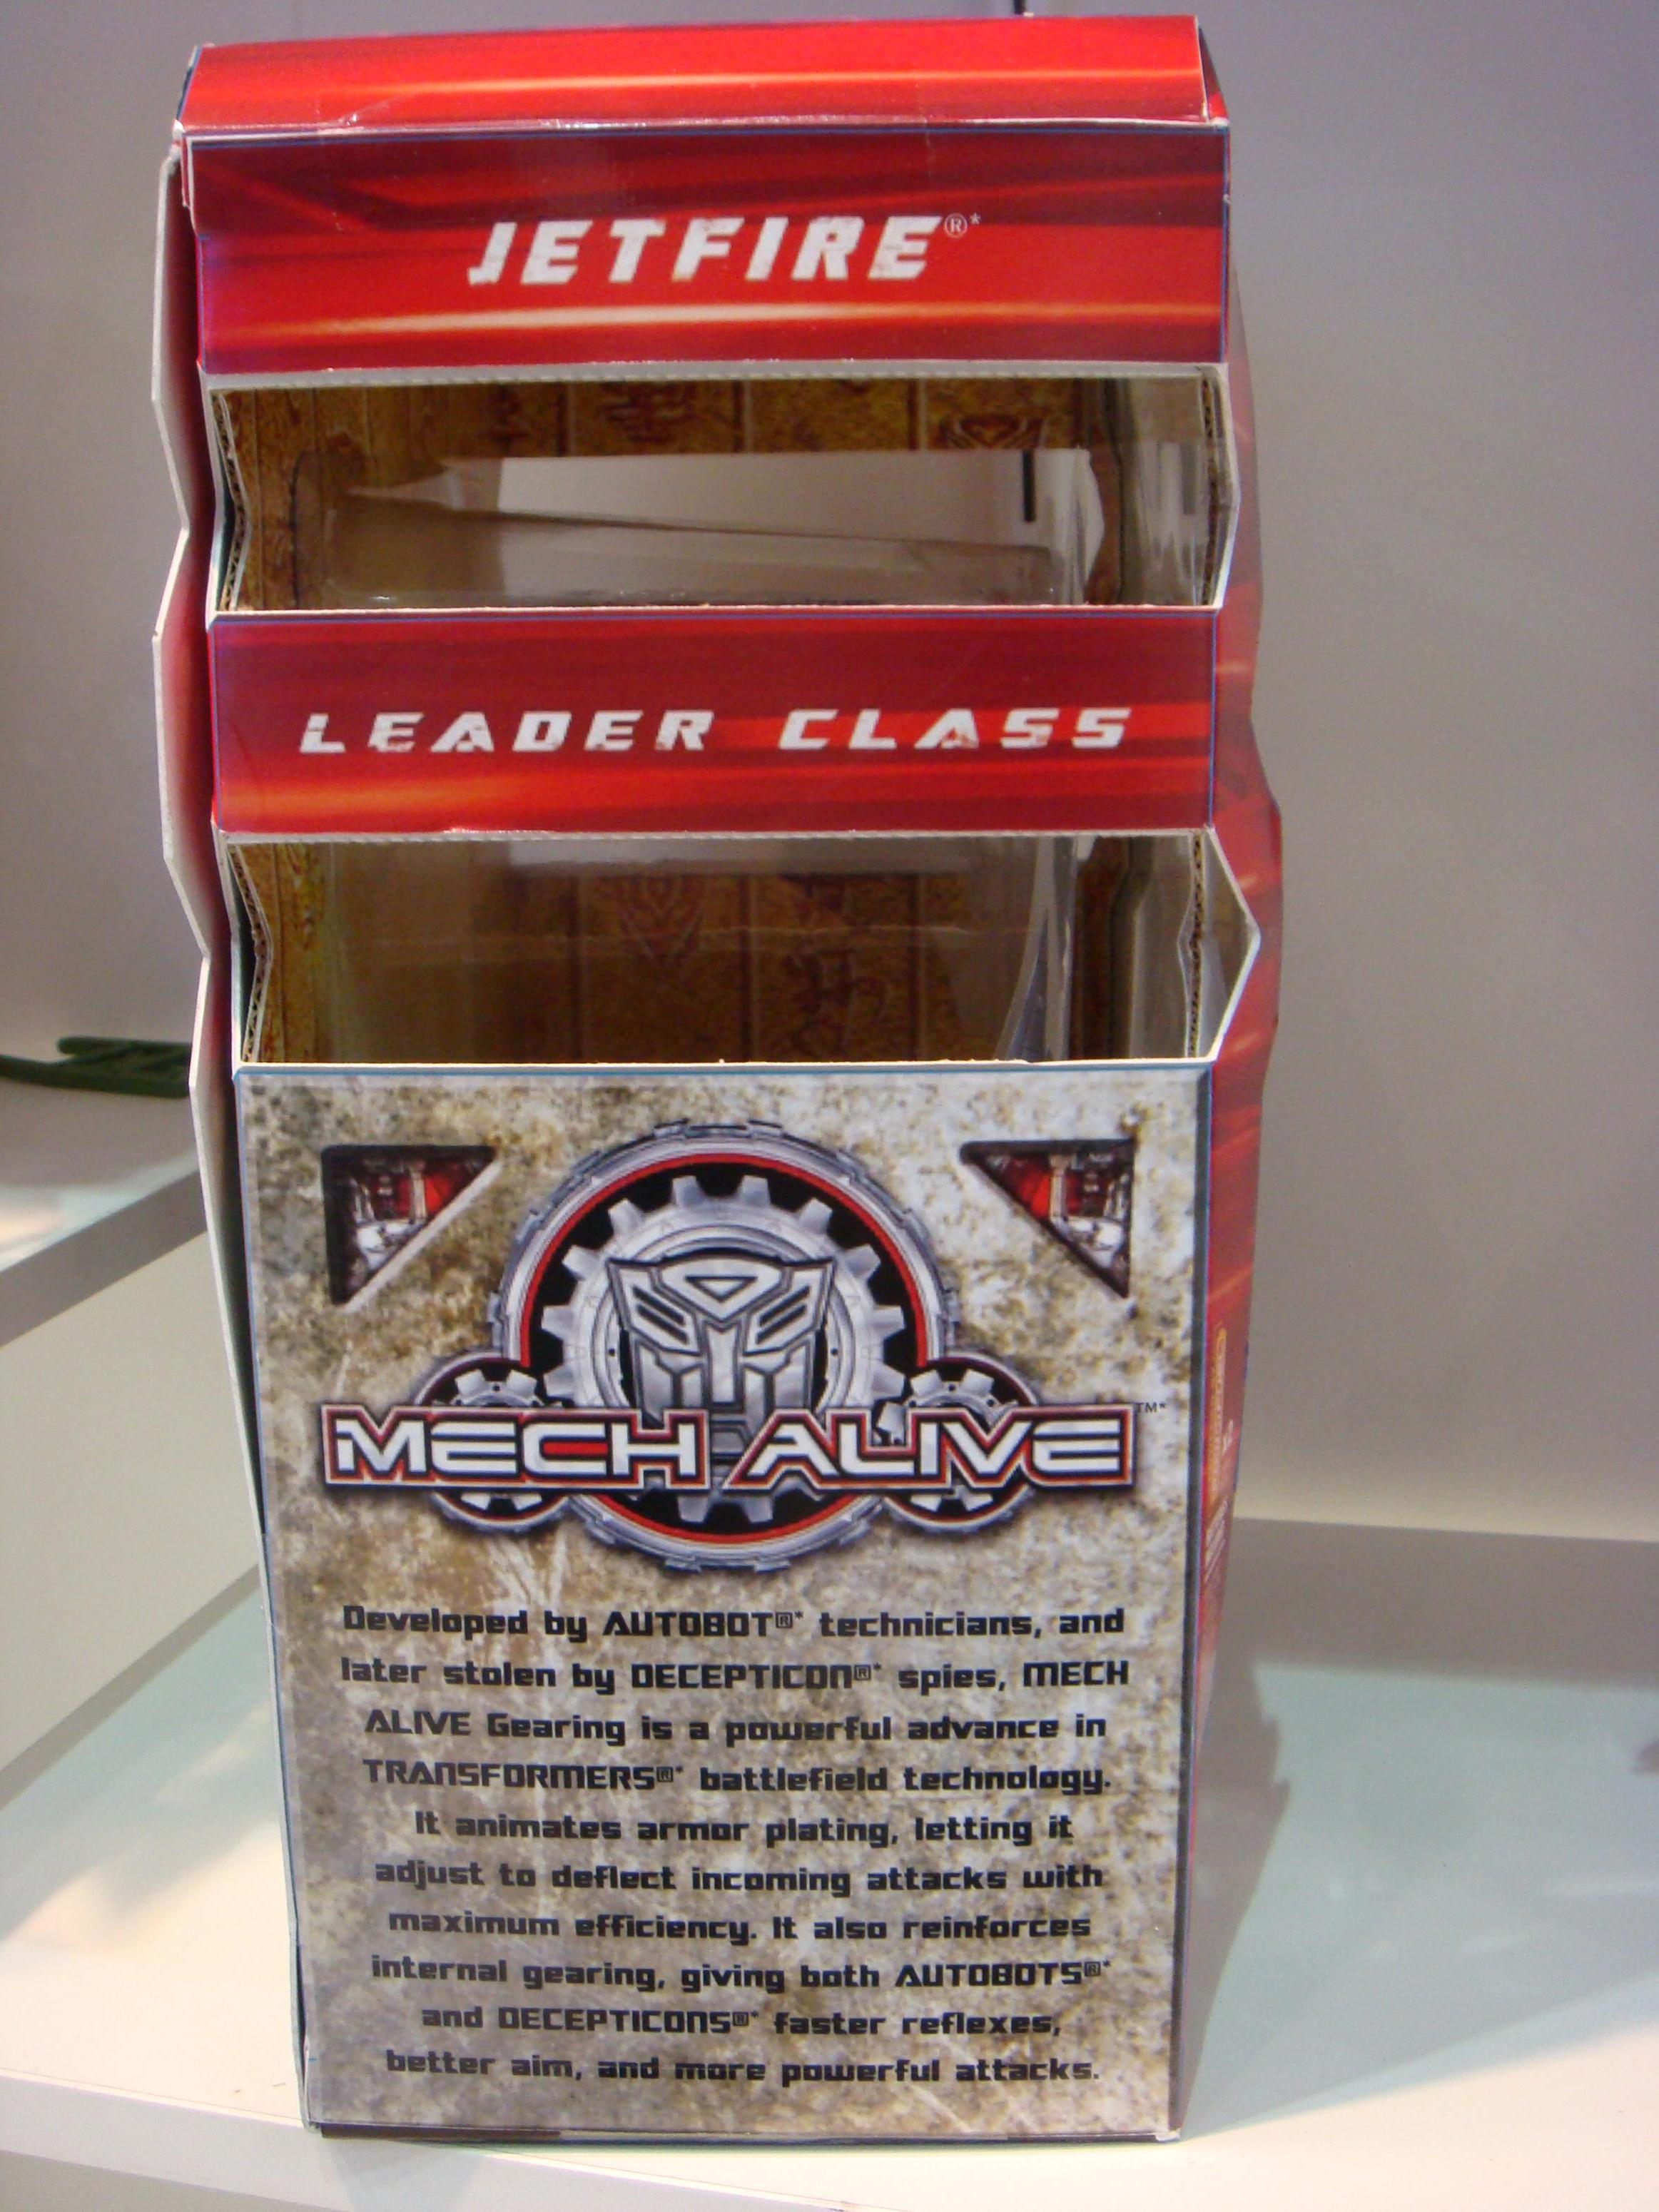 JETFIRE®*
LEADER CLASS
MECH ALIVE™*
Developed by AUTOBOT®* technicians, and
later stolen by DECEPTICON®* spies, MECH
ALIVE Gearing is a powerful advance in
TRANSFORMERS®* battlefield technology.
It animates armor plating, letting it
adjust to deflect incoming attacks with
maximum efficiency. It also reinforces
internal gearing, giving both AUTOBOTS®*
and DECEPTICONS®* faster reflexes,
better aim, and more powerful attacks.